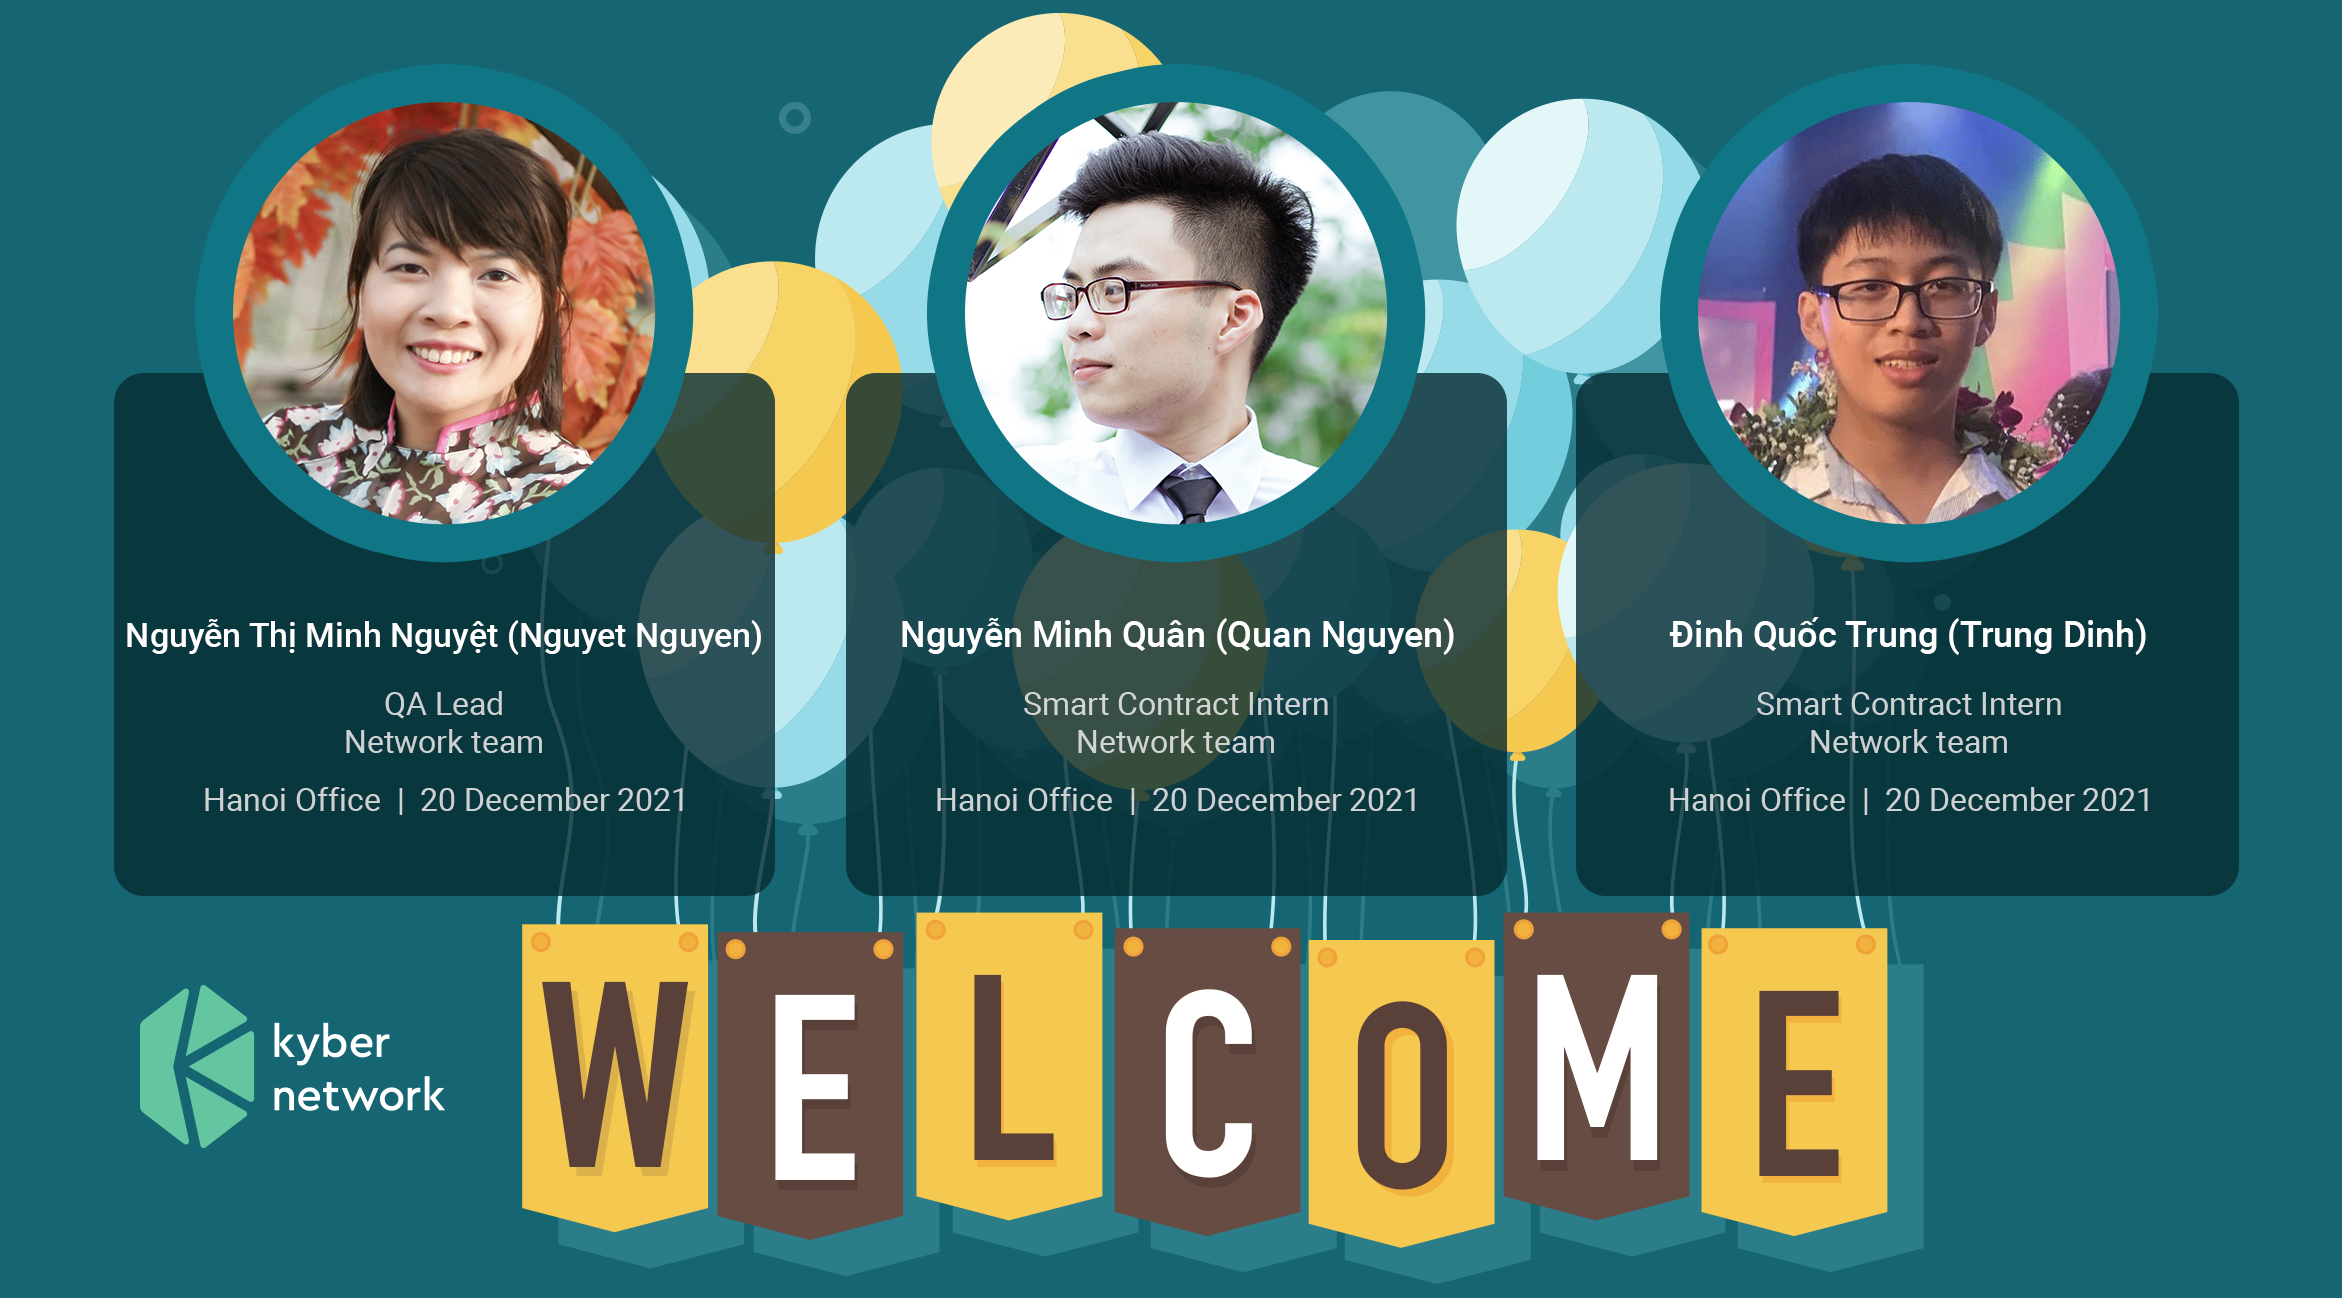 Nguyễn Thị Minh Nguyệt (Nguyet Nguyen)
QA Lead
Network team
Hanoi Office | 20 December 2021
Nguyễn Minh Quân (Quan Nguyen)
Smart Contract Intern
Network team
Hanoi Office | 20 December 2021
Đinh Quốc Trung (Trung Dinh)
Smart Contract Intern
Network team
Hanoi Office | 20 December 2021
kyber
network
WELCOME